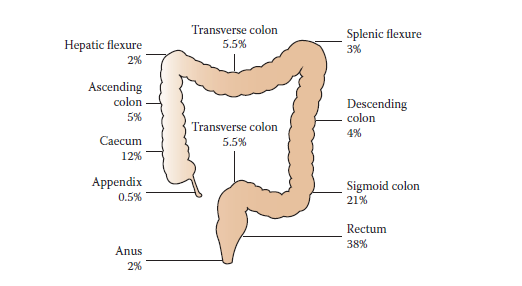 Transverse colon
5.5%
Hepatic flexure
2%
Splenic flexure
3%
Ascending
colon
5%
Descending
colon
4%
Transverse colon
5.5%
Caecum
12%
Appendix
0.5%
Sigmoid colon
21%
Rectum
38%
Anus
2%